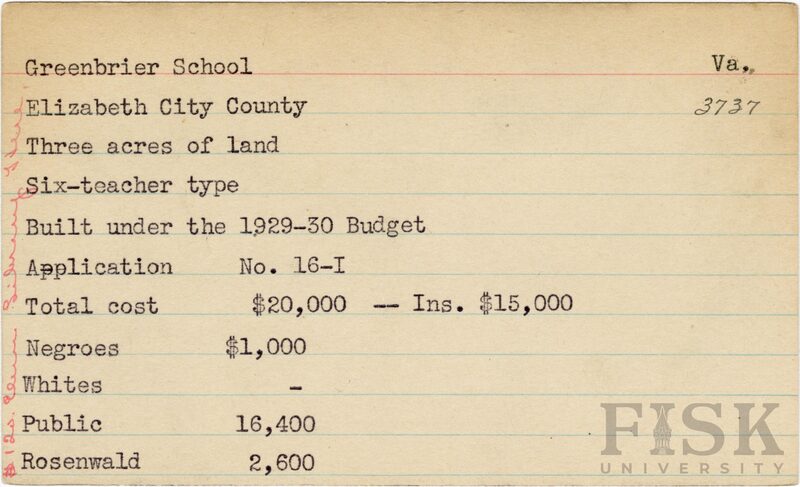 Greenbrier School Va.
Elizabeth City County 3737
Three acres of land
Six-teacher type
Built under the 1929-30 Budget
Application No. 16-I
Total cost $20,000 -- Ins. $15,000
Negroes $1,000
Whites -
Public 16,400
Rosenwald 2,600
FISK
UNIVERSITY